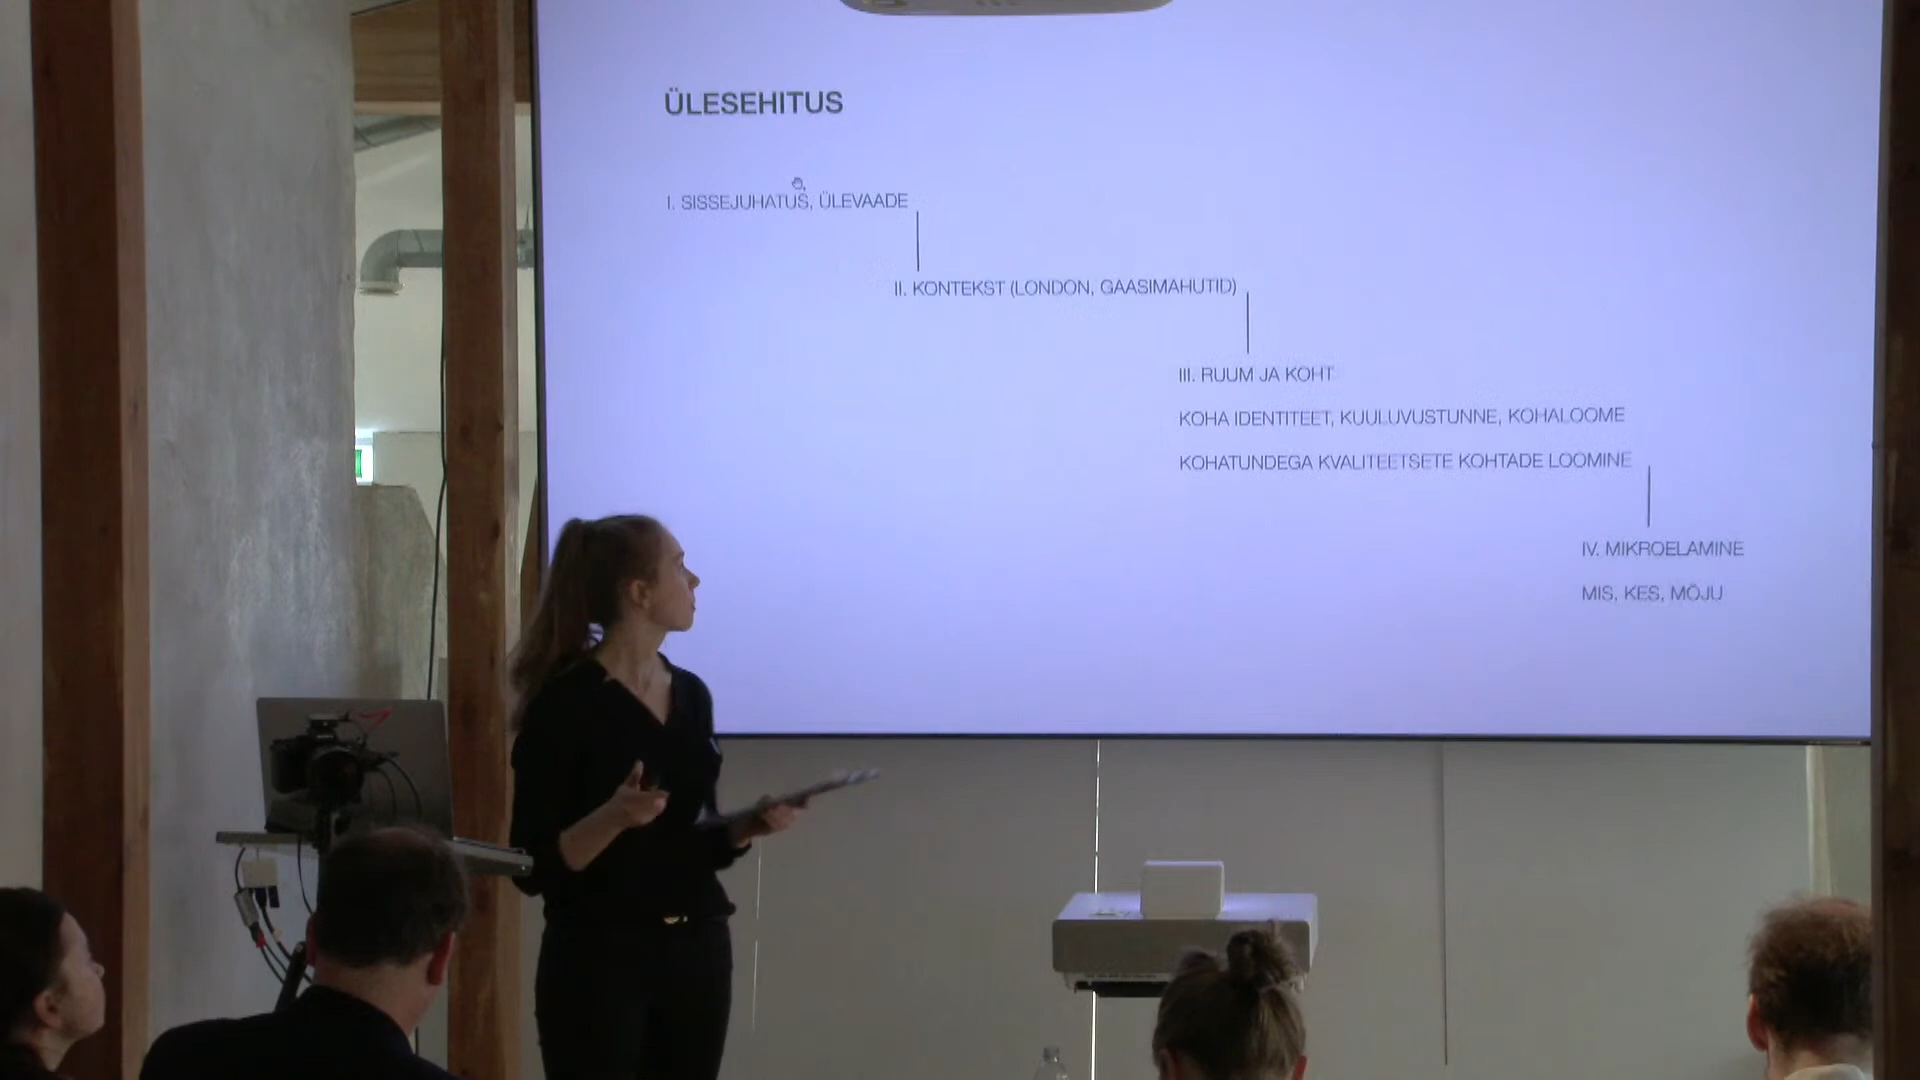 ÜLESEHITUS
I. SISSEJUHATUS, ÜLEVAADE
II. KONTEKST (LONDON, GAASIMAHUTID)
III. RUUM JA KOHT
KOHA IDENTITEET, KUULUVUSTUNNE, KOHALOOME
KOHATUNDEGA KVALITEETSETE KOHTADE LOOMINE
IV. MIKROELAMINE
MIS, KES, MÕJU